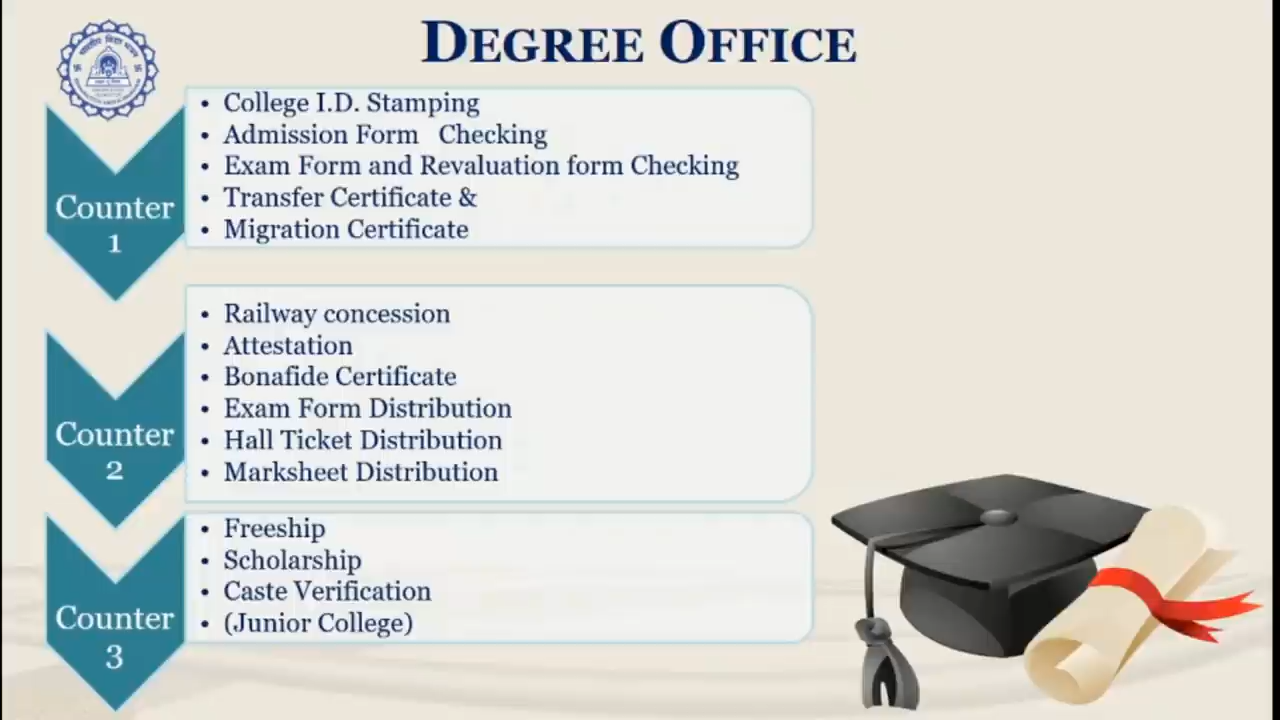 DEGREE OFFICE
Counter
1
• College I.D. Stamping
• Admission Form   Checking
• Exam Form and Revaluation form Checking
• Transfer Certificate &
• Migration Certificate
Counter
2
• Railway concession
• Attestation
• Bonafide Certificate
• Exam Form Distribution
• Hall Ticket Distribution
• Marksheet Distribution
Counter
3
• Freeship
• Scholarship
• Caste Verification
• (Junior College)